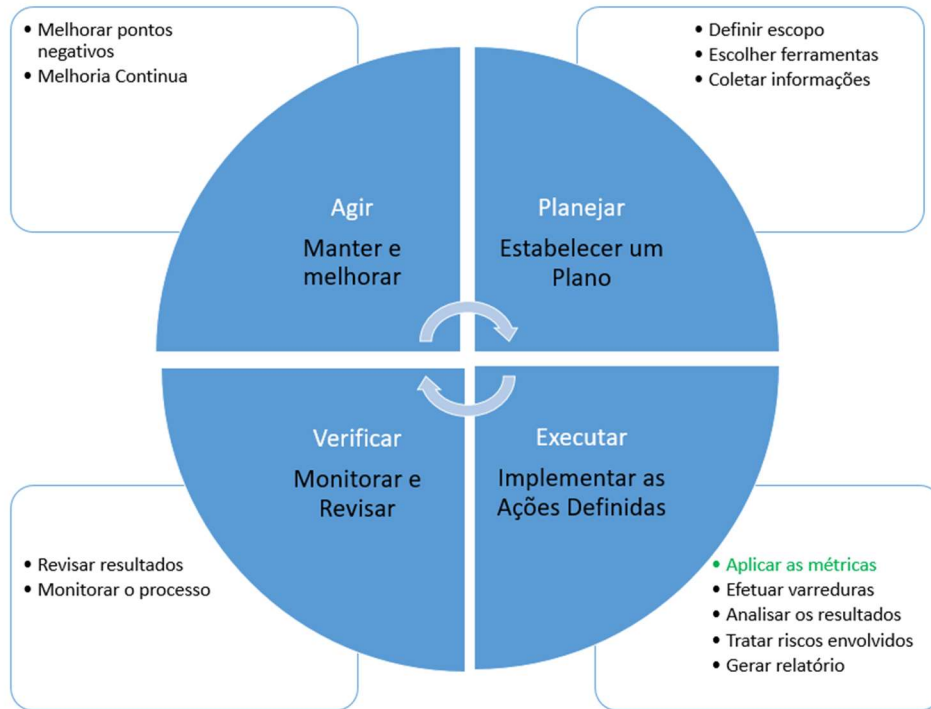 • Melhorar pontos
negativos
• Melhoria Continua
• Definir escopo
• Escolher ferramentas
• Coletar informações
Agir
Manter e
melhorar
Planejar
Estabelecer um
Plano
Verificar
Monitorar e
Revisar
Executar
Implementar as
Ações Definidas
• Revisar resultados
• Monitorar o processo
• Aplicar as métricas
• Efetuar varreduras
• Analisar os resultados
• Tratar riscos envolvidos
• Gerar relatório